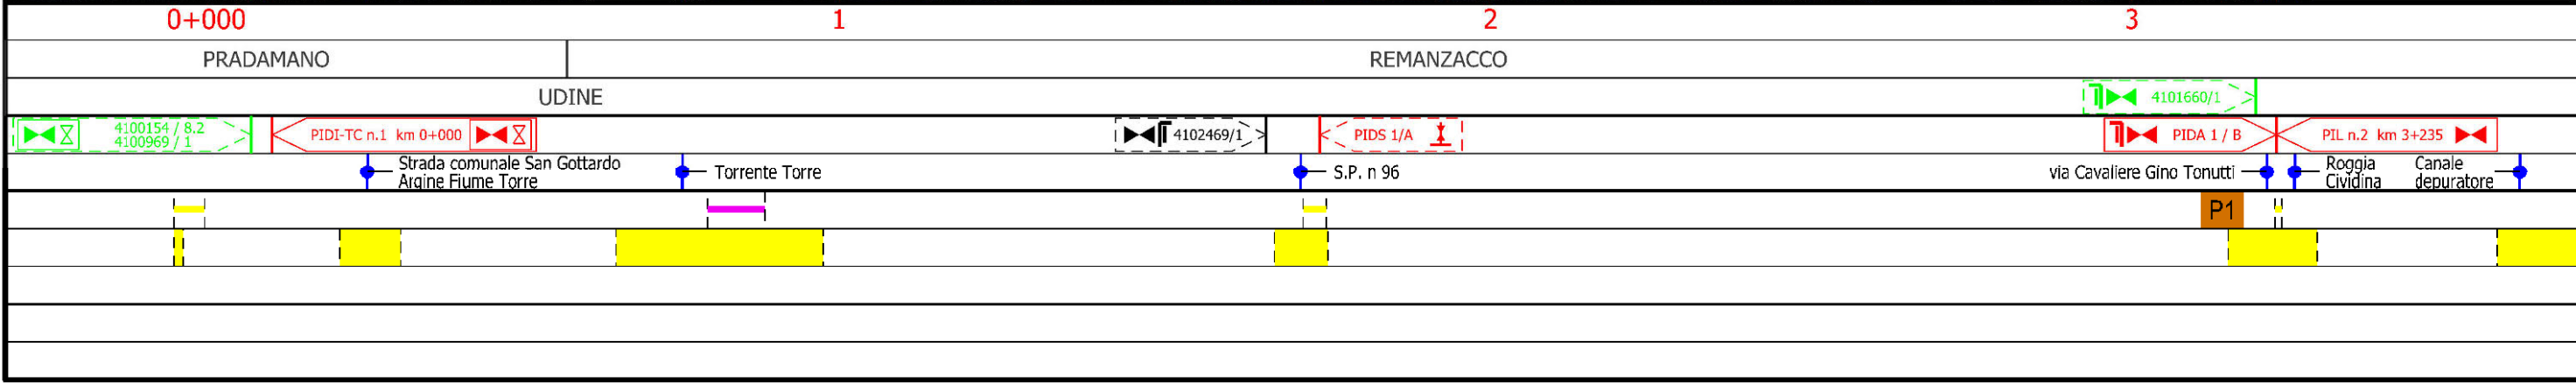 0+000 1 2 3
PRADAMANO REMANZACCO
UDINE
4101660/1
4100154 / 8.2
4100969 / 1
PIDI-TC n.1 km 0+000
4102469/1
PIDS 1/A
PIDA 1 / B
PIL n.2 km 3+235
Strada comunale San Gottardo
Argine Fiume Torre
Torrente Torre
S.P. n 96
via Cavaliere Gino Tonutti
Roggia
Cividina
Canale
depuratore
P1